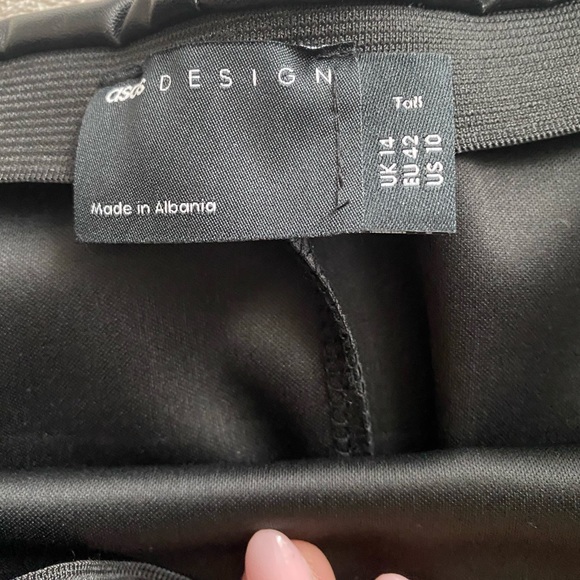 asos DESIGN
Made in Albania
Tall
UK 14
EU 42
US 10